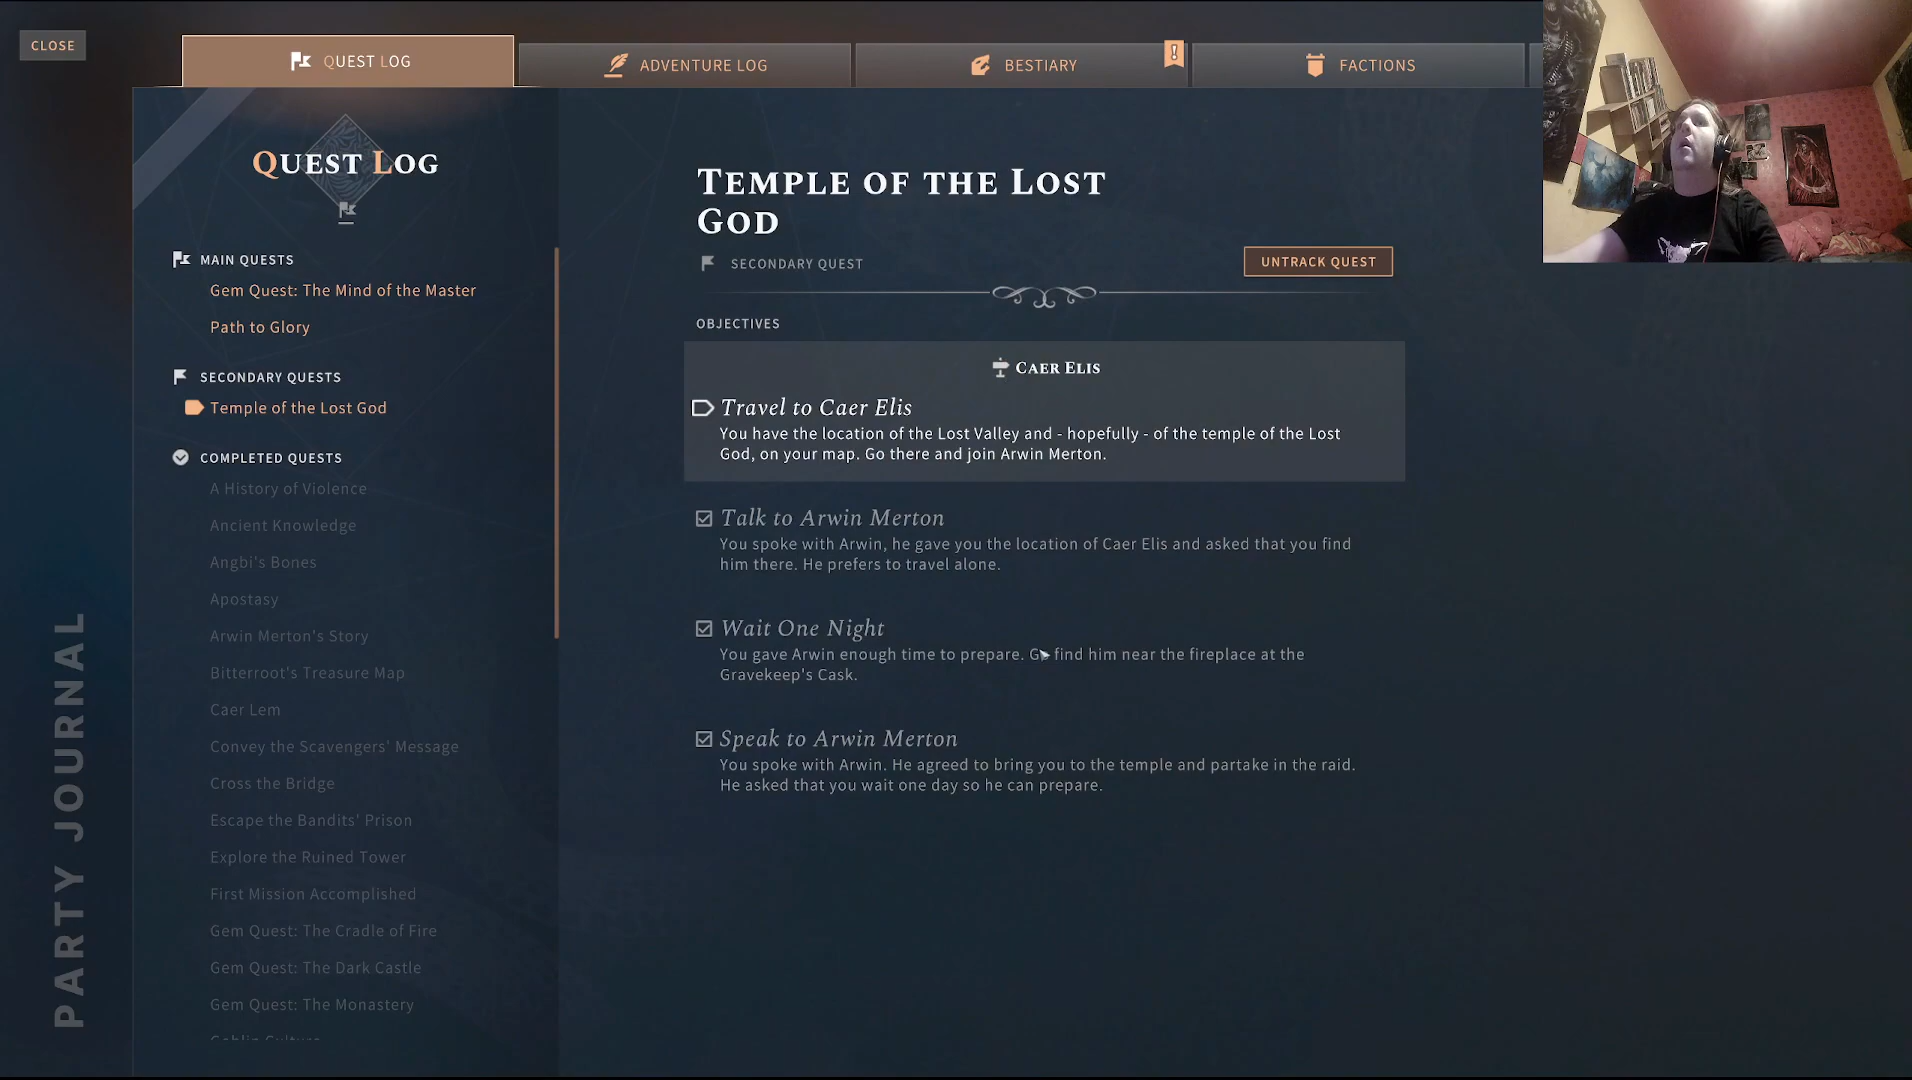 CLOSE
QUEST LOG
ADVENTURE LOG
BESTIARY
FACTIONS
QUEST LOG
MAIN QUESTS
Gem Quest: The Mind of the Master
Path to Glory
SECONDARY QUESTS
Temple of the Lost God
COMPLETED QUESTS
A History of Violence
Ancient Knowledge
Angbi's Bones
Apostasy
Arwin Merton's Story
Bitterroot's Treasure Map
Caer Lem
Convey the Scavengers' Message
Cross the Bridge
Escape the Bandits' Prison
Explore the Ruined Tower
First Mission Accomplished
Gem Quest: The Cradle of Fire
Gem Quest: The Dark Castle
Gem Quest: The Monastery
PARTY JOURNAL
TEMPLE OF THE LOST
GOD
SECONDARY QUEST
UNTRACK QUEST
OBJECTIVES
CAER ELIS
Travel to Caer Elis
You have the location of the Lost Valley and - hopefully - of the temple of the Lost
God, on your map. Go there and join Arwin Merton.
Talk to Arwin Merton
You spoke with Arwin, he gave you the location of Caer Elis and asked that you find
him there. He prefers to travel alone.
Wait One Night
You gave Arwin enough time to prepare. Go find him near the fireplace at the
Gravekeep's Cask.
Speak to Arwin Merton
You spoke with Arwin. He agreed to bring you to the temple and partake in the raid.
He asked that you wait one day so he can prepare.